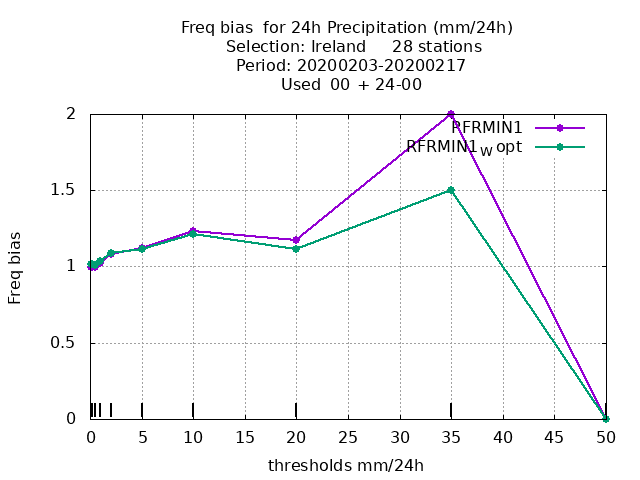 Freq bias for 24h Precipitation (mm/24h)
Selection: Ireland 28 stations
Period: 20200203-20200217
Used 00 + 24-00
RFRMIN1
RFRMIN1W opt
2
1.5
1
0.5
0
Freq bias
0 5 10 15 20 25 30 35 40 45 50
thresholds mm/24h